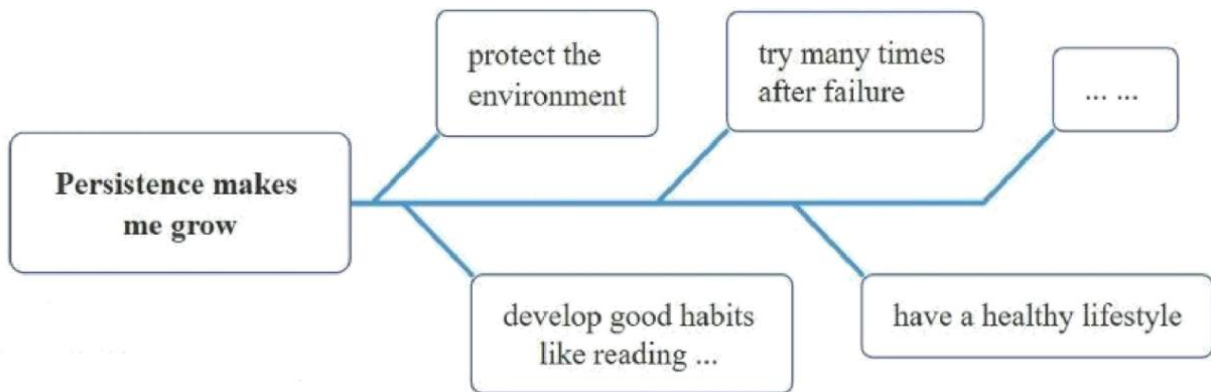 protect the
environment
try many times
after failure
... ...
Persistence makes
me grow
develop good habits
like reading ...
have a healthy lifestyle